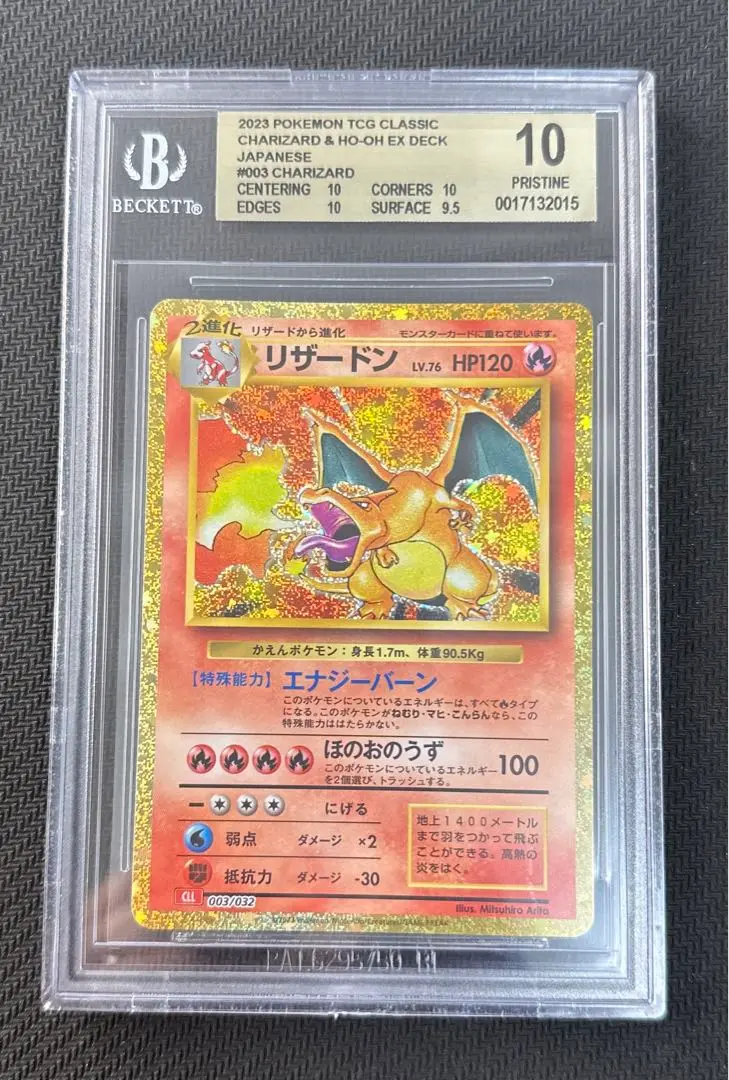 2023 POKEMON TCG CLASSIC
CHARIZARD & HO-OH EX DECK
JAPANESE
#003 CHARIZARD
CENTERING 10 CORNERS 10
EDGES 10 SURFACE 9.5
10
PRISTINE
0017132015
B
BECKETT®
2進化 リザードから進化 モンスターカードに重ねて使います。
リザードン LV.76 HP120
かえんポケモン：身長1.7m、体重90.5Kg
【特殊能力】エナジーバーン
このポケモンについているエネルギーは、すべて🔥タイプ
になる。このポケモンがねむり・マヒ・こんらんなら、この
特殊能力ははたらかない。
ほのおのうず 100
このポケモンについているエネルギー
を2個選び、トラッシュする。
にげる
弱点 ダメージ ×2
抵抗力 ダメージ -30
地上1400メートル
まで羽をつかって飛ぶ
ことができる。高熱の
炎をはく。
CLL 003/032
Illus. Mitsuhiro Arita